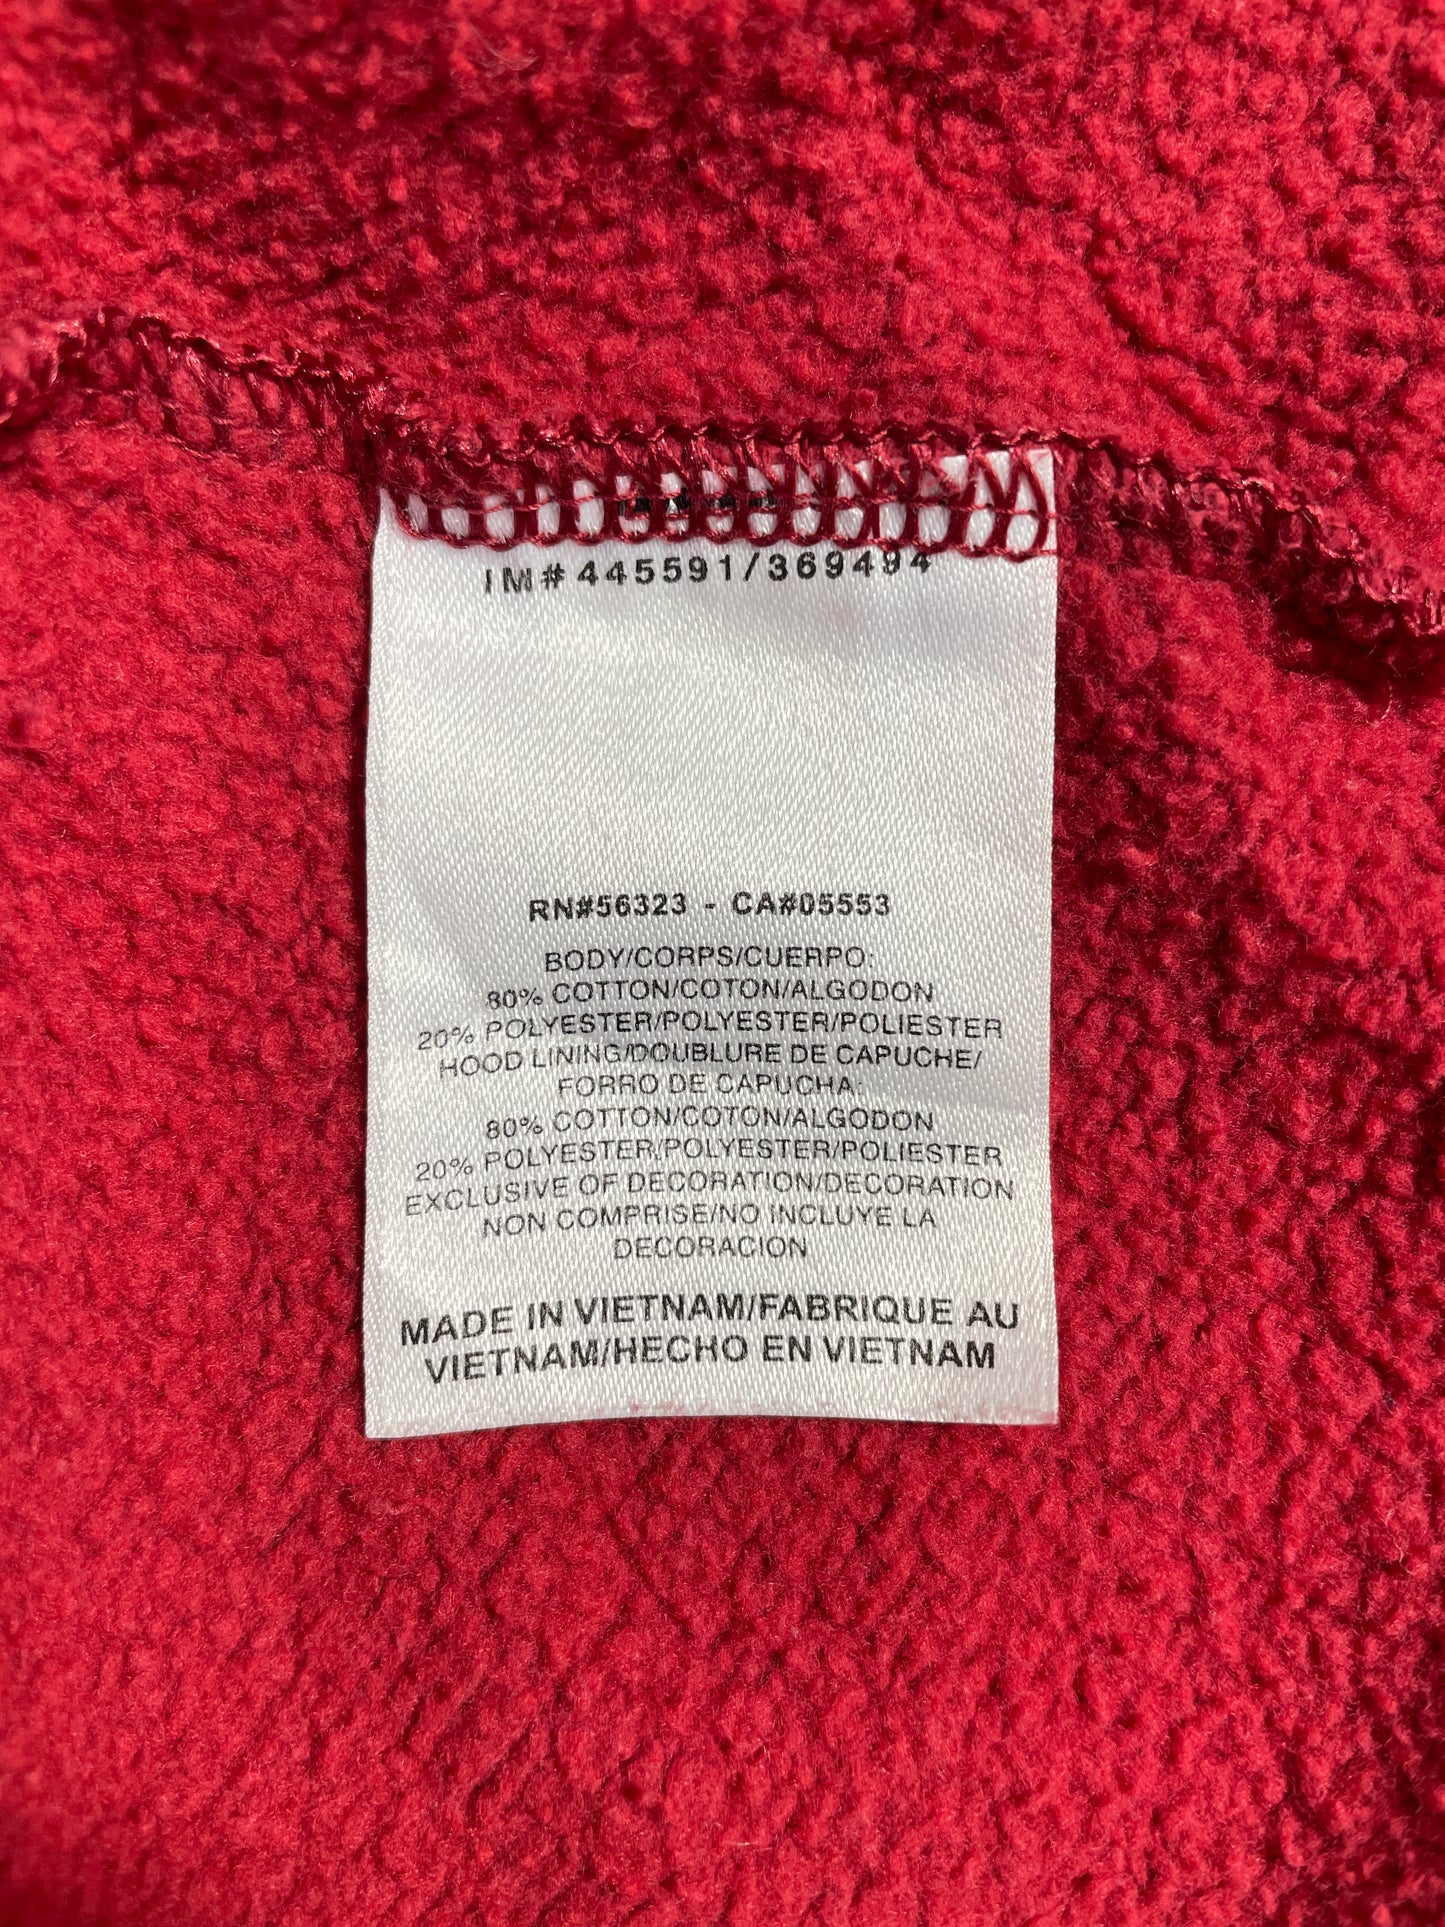 IM#445591/369494
RN#56323 - CA#05553
BODY/CORPS/CUERPO:
80% COTTON/COTON/ALGODON
20% POLYESTER/POLYESTER/POLIESTER
HOOD LINING/DOUBLURE DE CAPUCHE/
FORRO DE CAPUCHA:
80% COTTON/COTON/ALGODON
20% POLYESTER/POLYESTER/POLIESTER
EXCLUSIVE OF DECORATION/DECORATION
NON COMPRISE/NO INCLUYE LA
DECORACION
MADE IN VIETNAM/FABRIQUE AU
VIETNAM/HECHO EN VIETNAM